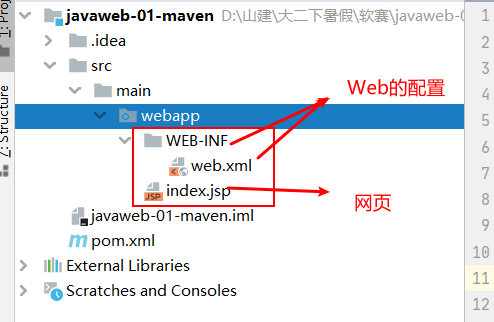 1: Proj
7: Structure
javaweb-01-maven D:\山建\大二下暑假\软赛\javaweb-0
.idea
src
main
webapp
WEB-INF
web.xml
index.jsp
javaweb-01-maven.iml
pom.xml
External Libraries
Scratches and Consoles
Web的配置
网页
1
2
3
4
5
6
7
8
9
10
11
12